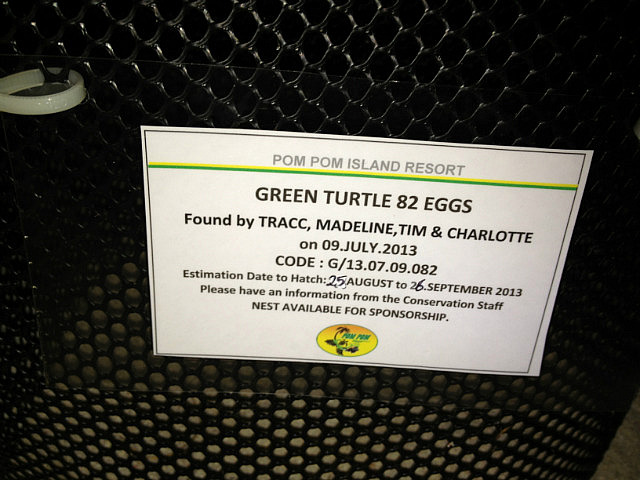 POM POM ISLAND RESORT
GREEN TURTLE 82 EGGS
Found by TRACC, MADELINE,TIM & CHARLOTTE
on 09.JULY.2013
CODE : G/13.07.09.082
Estimation Date to Hatch: 25 AUGUST to 26.SEPTEMBER 2013
Please have an information from the Conservation Staff
NEST AVAILABLE FOR SPONSORSHIP.
POM POM